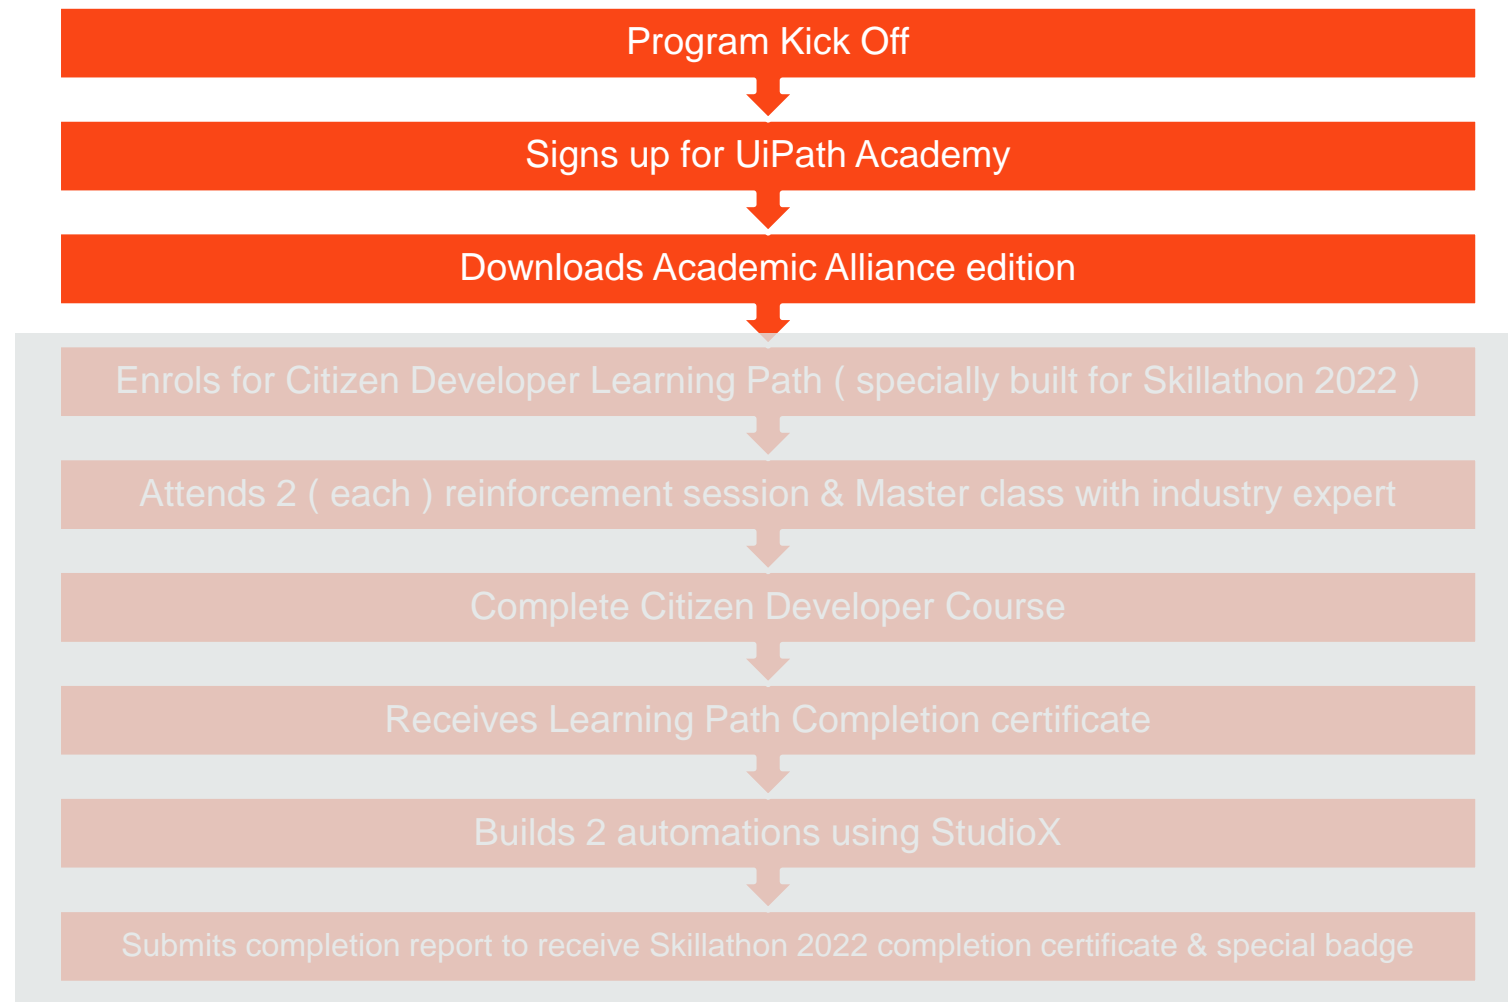 Program Kick Off
Signs up for UiPath Academy
Downloads Academic Alliance edition
Enrols for Citizen Developer Learning Path ( specially built for Skillathon 2022 )
Attends 2 ( each ) reinforcement session & Master class with industry expert
Complete Citizen Developer Course
Receives Learning Path Completion certificate
Builds 2 automations using StudioX
Submits completion report to receive Skillathon 2022 completion certificate & special badge